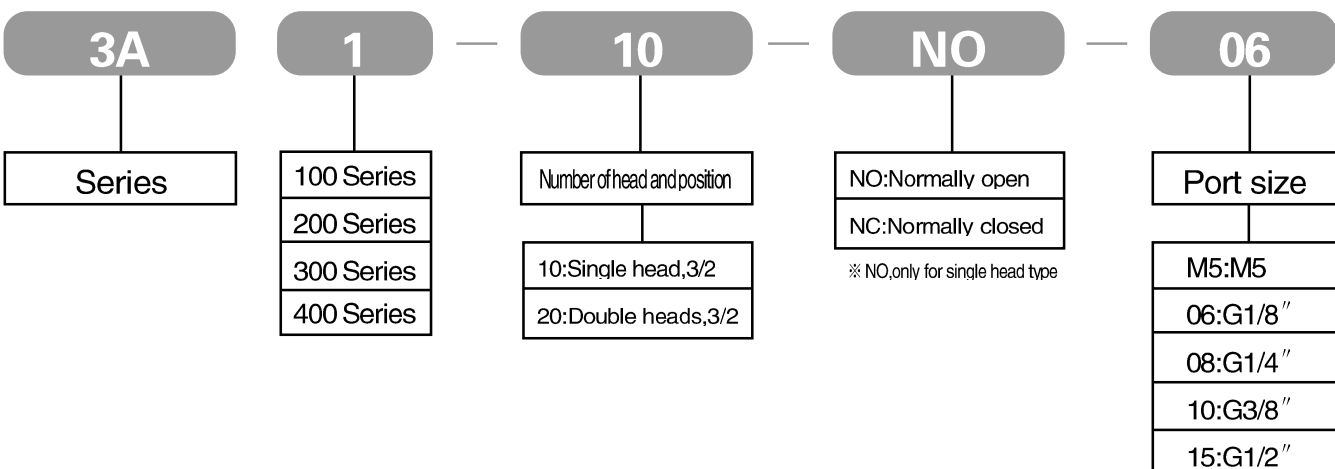 3A 1 — 10 — NO — 06
Series
100 Series
200 Series
300 Series
400 Series
Number of head and position
10:Single head,3/2
20:Double heads,3/2
NO:Normally open
NC:Normally closed
※ NO,only for single head type
Port size
M5:M5
06:G1/8″
08:G1/4″
10:G3/8″
15:G1/2″